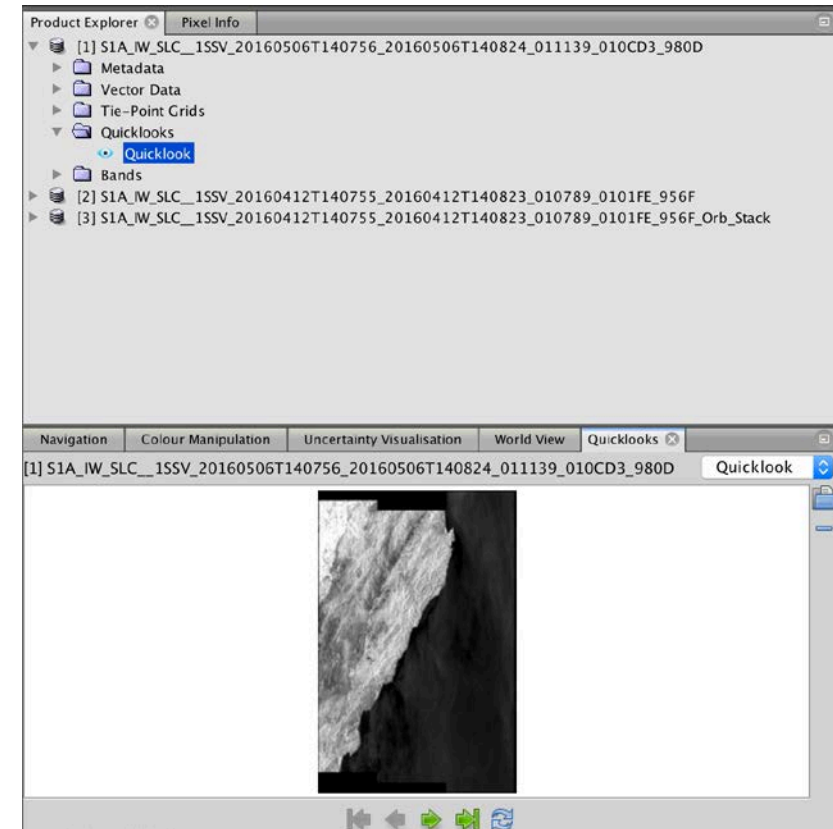 Product Explorer Pixel Info
[1] S1A_IW_SLC__1SSV_20160506T140756_20160506T140824_011139_010CD3_980D
Metadata
Vector Data
Tie-Point Grids
Quicklooks
Quicklook
Bands
[2] S1A_IW_SLC__1SSV_20160412T140755_20160412T140823_010789_0101FE_956F
[3] S1A_IW_SLC__1SSV_20160412T140755_20160412T140823_010789_0101FE_956F_Orb_Stack
Navigation Colour Manipulation Uncertainty Visualisation World View Quicklooks
[1] S1A_IW_SLC__1SSV_20160506T140756_20160506T140824_011139_010CD3_980D Quicklook